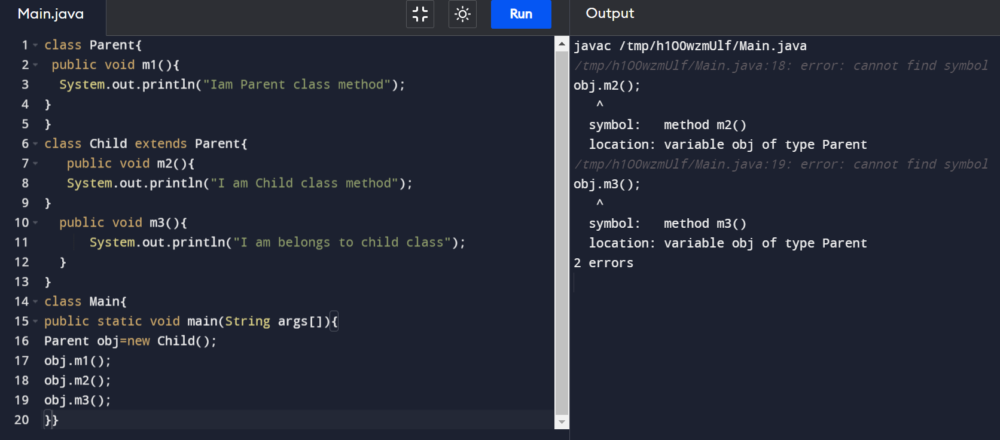 Main.java
Run
Output
1 class Parent{
2 public void m1(){
3 System.out.println("Iam Parent class method");
4 }
5 }
6 class Child extends Parent{
7 public void m2(){
8 System.out.println("I am Child class method");
9 }
10 public void m3(){
11 System.out.println("I am belongs to child class");
12 }
13 }
14 class Main{
15 public static void main(String args[]){
16 Parent obj=new Child();
17 obj.m1();
18 obj.m2();
19 obj.m3();
20 }}
javac /tmp/h1OOwzmUlf/Main.java
/tmp/h1OOwzmUlf/Main.java:18: error: cannot find symbol
obj.m2();
^
symbol: method m2()
location: variable obj of type Parent
/tmp/h1OOwzmUlf/Main.java:19: error: cannot find symbol
obj.m3();
^
symbol: method m3()
location: variable obj of type Parent
2 errors